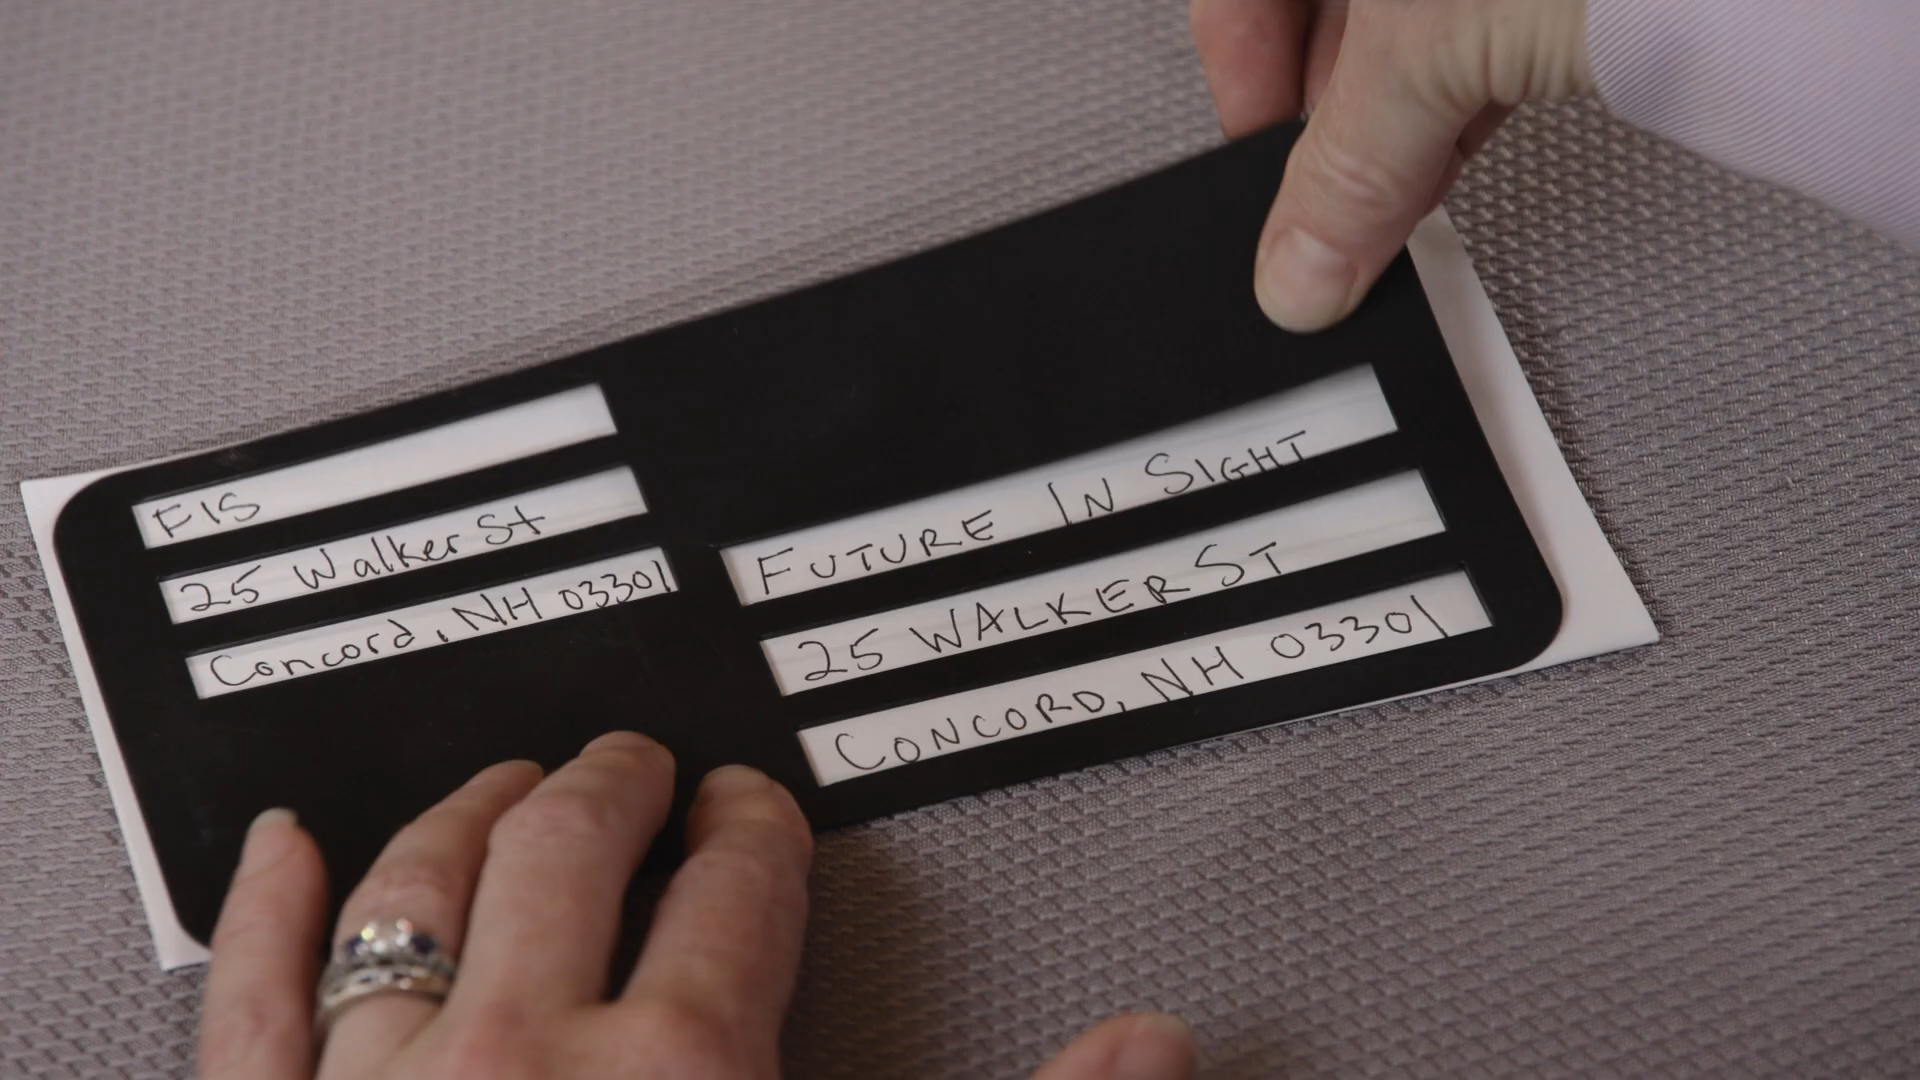 FIS
25 Walker St
Concord, NH 03301
FUTURE IN SIGHT
25 WALKER ST
CONCORD, NH 03301